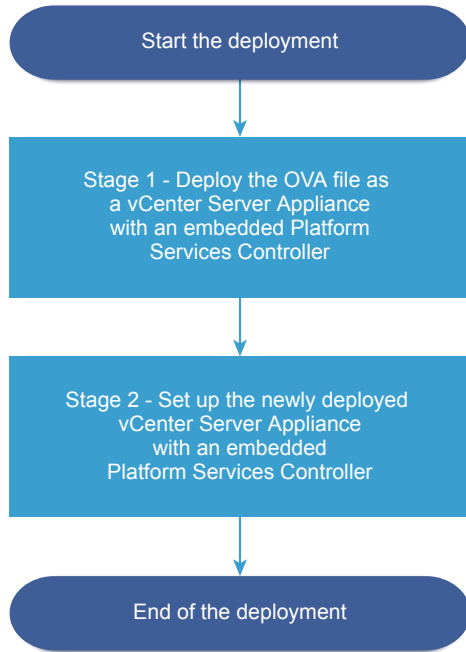 Start the deployment
Stage 1 - Deploy the OVA file as
a vCenter Server Appliance
with an embedded Platform
Services Controller
Stage 2 - Set up the newly deployed
vCenter Server Appliance
with an embedded
Platform Services Controller
End of the deployment